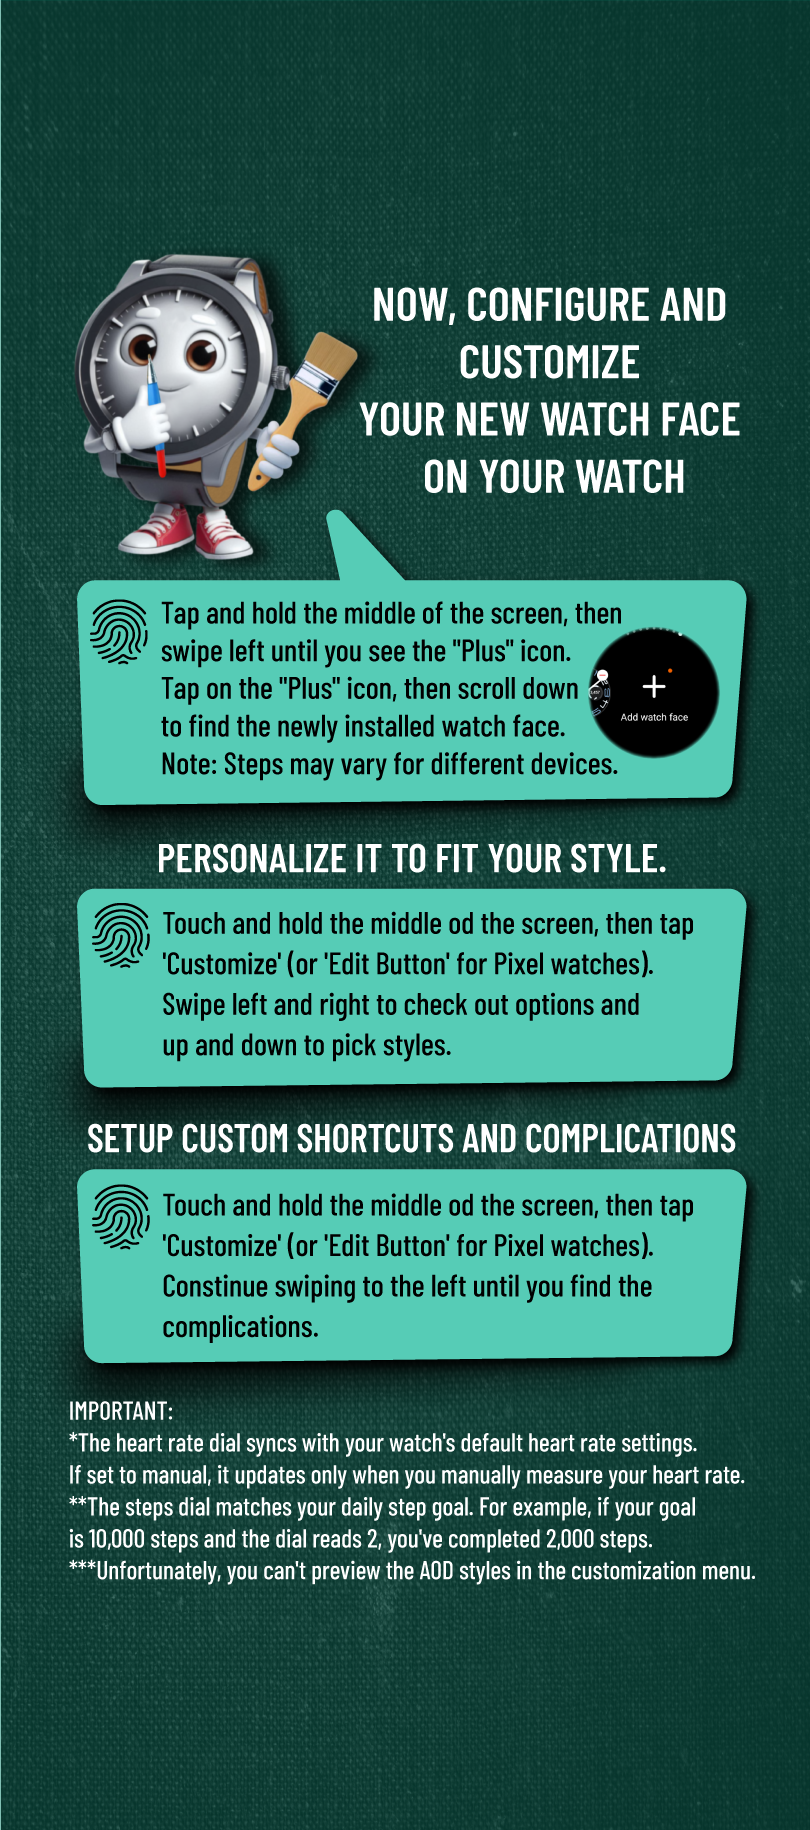 NOW, CONFIGURE AND
CUSTOMIZE
YOUR NEW WATCH FACE
ON YOUR WATCH
Tap and hold the middle of the screen, then
swipe left until you see the "Plus" icon.
Tap on the "Plus" icon, then scroll down
to find the newly installed watch face.
Note: Steps may vary for different devices.
Add watch face
PERSONALIZE IT TO FIT YOUR STYLE.
Touch and hold the middle od the screen, then tap
'Customize' (or 'Edit Button' for Pixel watches).
Swipe left and right to check out options and
up and down to pick styles.
SETUP CUSTOM SHORTCUTS AND COMPLICATIONS
Touch and hold the middle od the screen, then tap
'Customize' (or 'Edit Button' for Pixel watches).
Constinue swiping to the left until you find the
complications.
IMPORTANT:
*The heart rate dial syncs with your watch's default heart rate settings.
If set to manual, it updates only when you manually measure your heart rate.
**The steps dial matches your daily step goal. For example, if your goal
is 10,000 steps and the dial reads 2, you've completed 2,000 steps.
***Unfortunately, you can't preview the AOD styles in the customization menu.